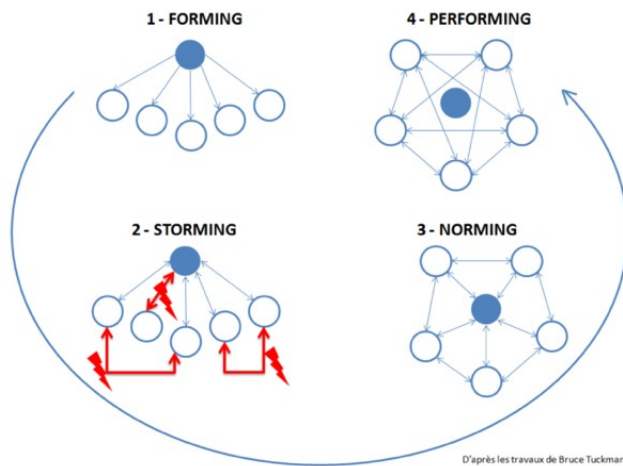 1 - FORMING
4 - PERFORMING
2 - STORMING
3 - NORMING
D'après les travaux de Bruce Tuckman